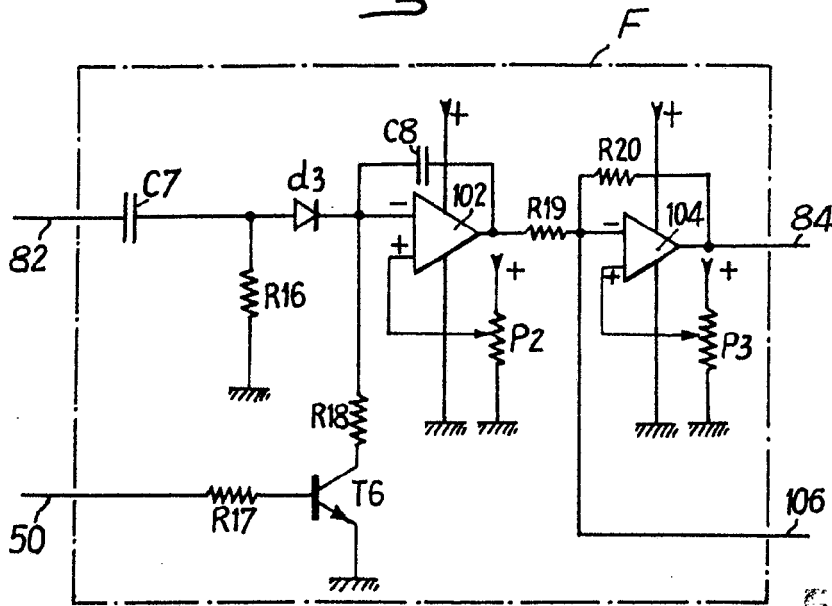 F
+
+
C8
R20
C7
d3
-
102
R19
-
104
84
82
+
+
+
+
R16
P2
P3
R18
T6
50
R17
106